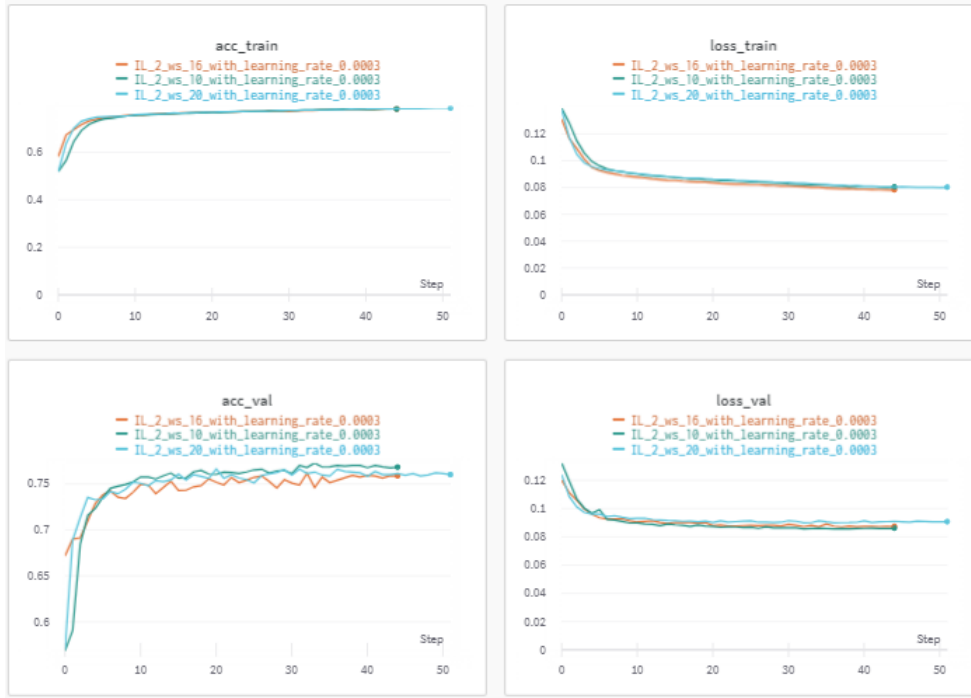 acc_train
IL_2_ws_16_with_learning_rate_0.0003
IL_2_ws_10_with_learning_rate_0.0003
IL_2_ws_20_with_learning_rate_0.0003
0.6
0.4
0.2
0
Step
0 10 20 30 40 50
loss_train
IL_2_ws_16_with_learning_rate_0.0003
IL_2_ws_10_with_learning_rate_0.0003
IL_2_ws_20_with_learning_rate_0.0003
0.12
0.1
0.08
0.06
0.04
0.02
0
Step
0 10 20 30 40 50
acc_val
IL_2_ws_16_with_learning_rate_0.0003
IL_2_ws_10_with_learning_rate_0.0003
IL_2_ws_20_with_learning_rate_0.0003
0.75
0.7
0.65
0.6
Step
0 10 20 30 40 50
loss_val
IL_2_ws_16_with_learning_rate_0.0003
IL_2_ws_10_with_learning_rate_0.0003
IL_2_ws_20_with_learning_rate_0.0003
0.12
0.1
0.08
0.06
0.04
0.02
0
Step
0 10 20 30 40 50